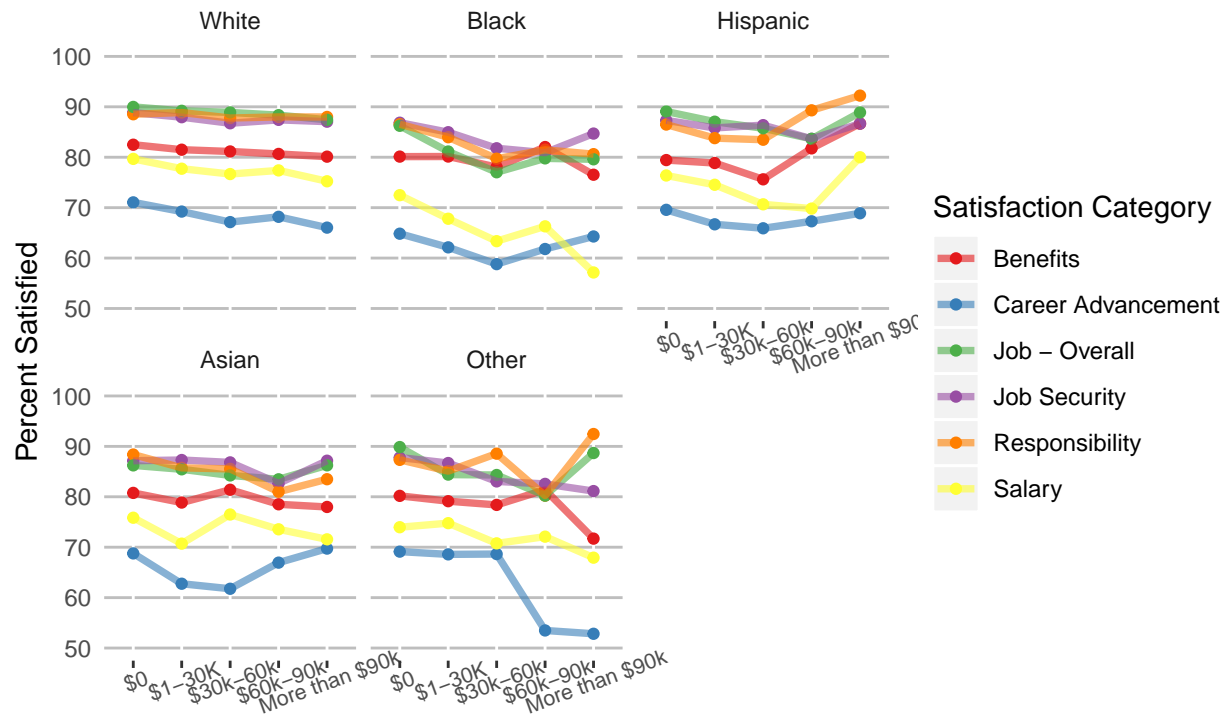 White
Black
Hispanic
100
90
80
70
60
50
$0
$1–30K
$30k–60k
$60k–90k
More than $90
Percent Satisfied
Asian
Other
100
90
80
70
60
50
$0
$1–30K
$30k–60k
$60k–90k
More than $90k
$0
$1–30K
$30k–60k
$60k–90k
More than $90k
Satisfaction Category
Benefits
Career Advancement
Job – Overall
Job Security
Responsibility
Salary